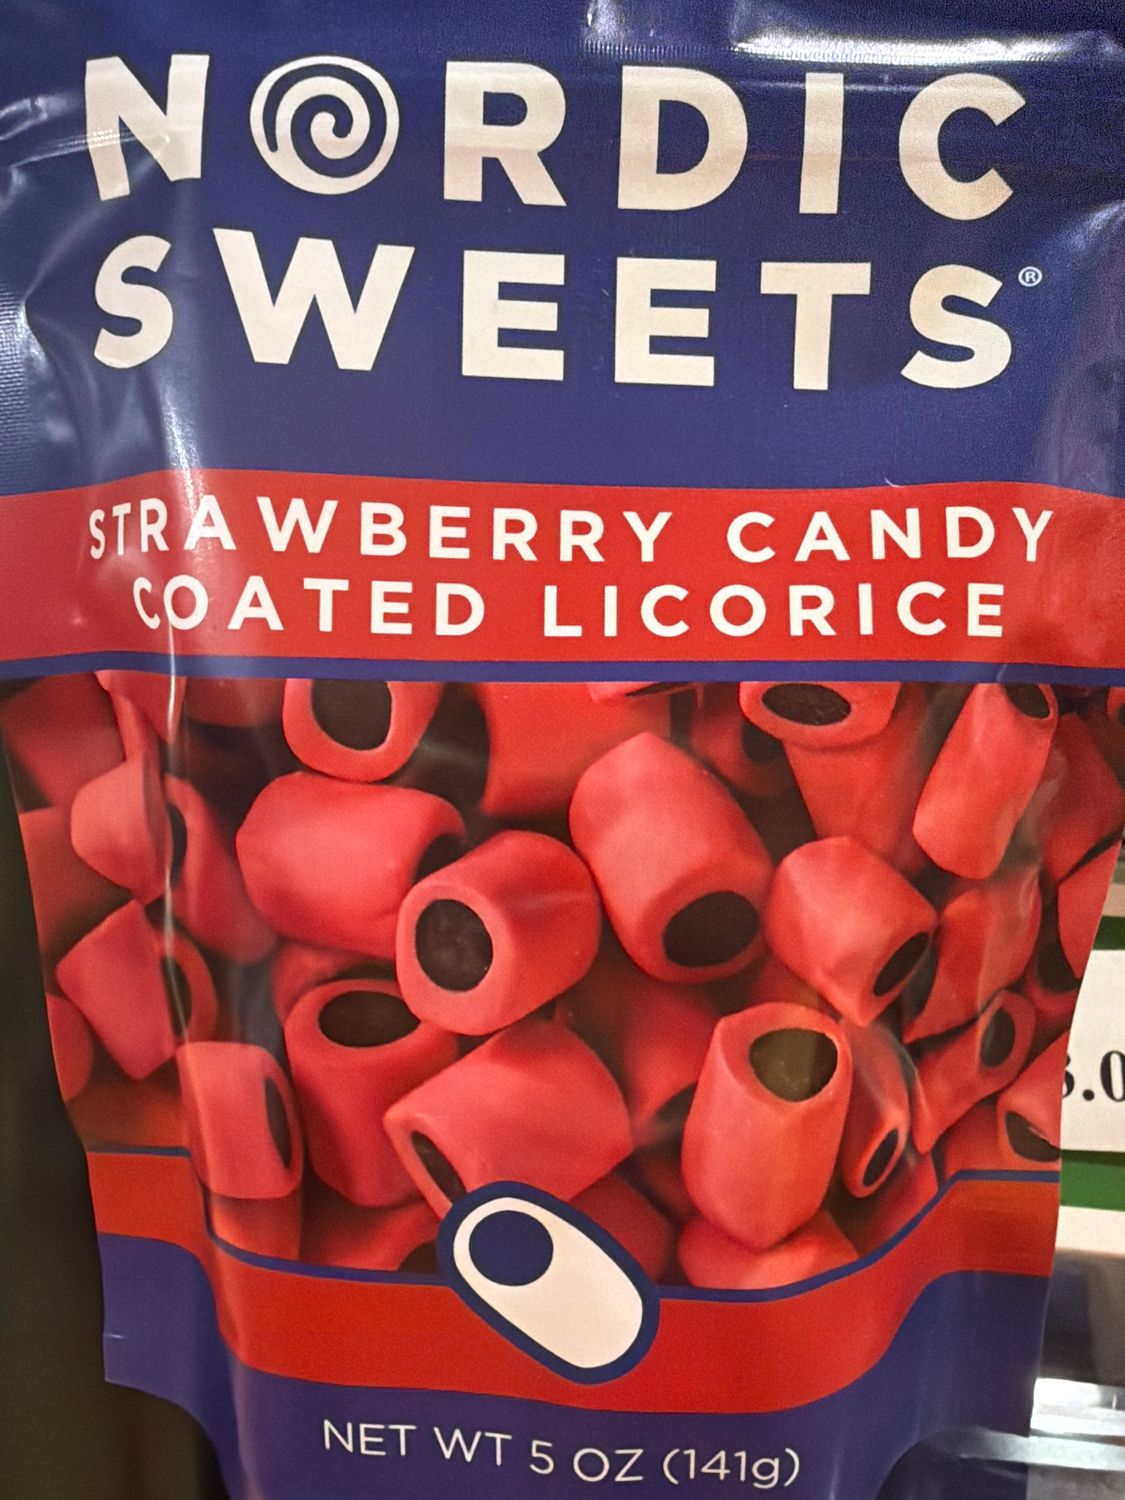 NORDIC
SWEETS®
STRAWBERRY CANDY
COATED LICORICE
NET WT 5 OZ (141g)